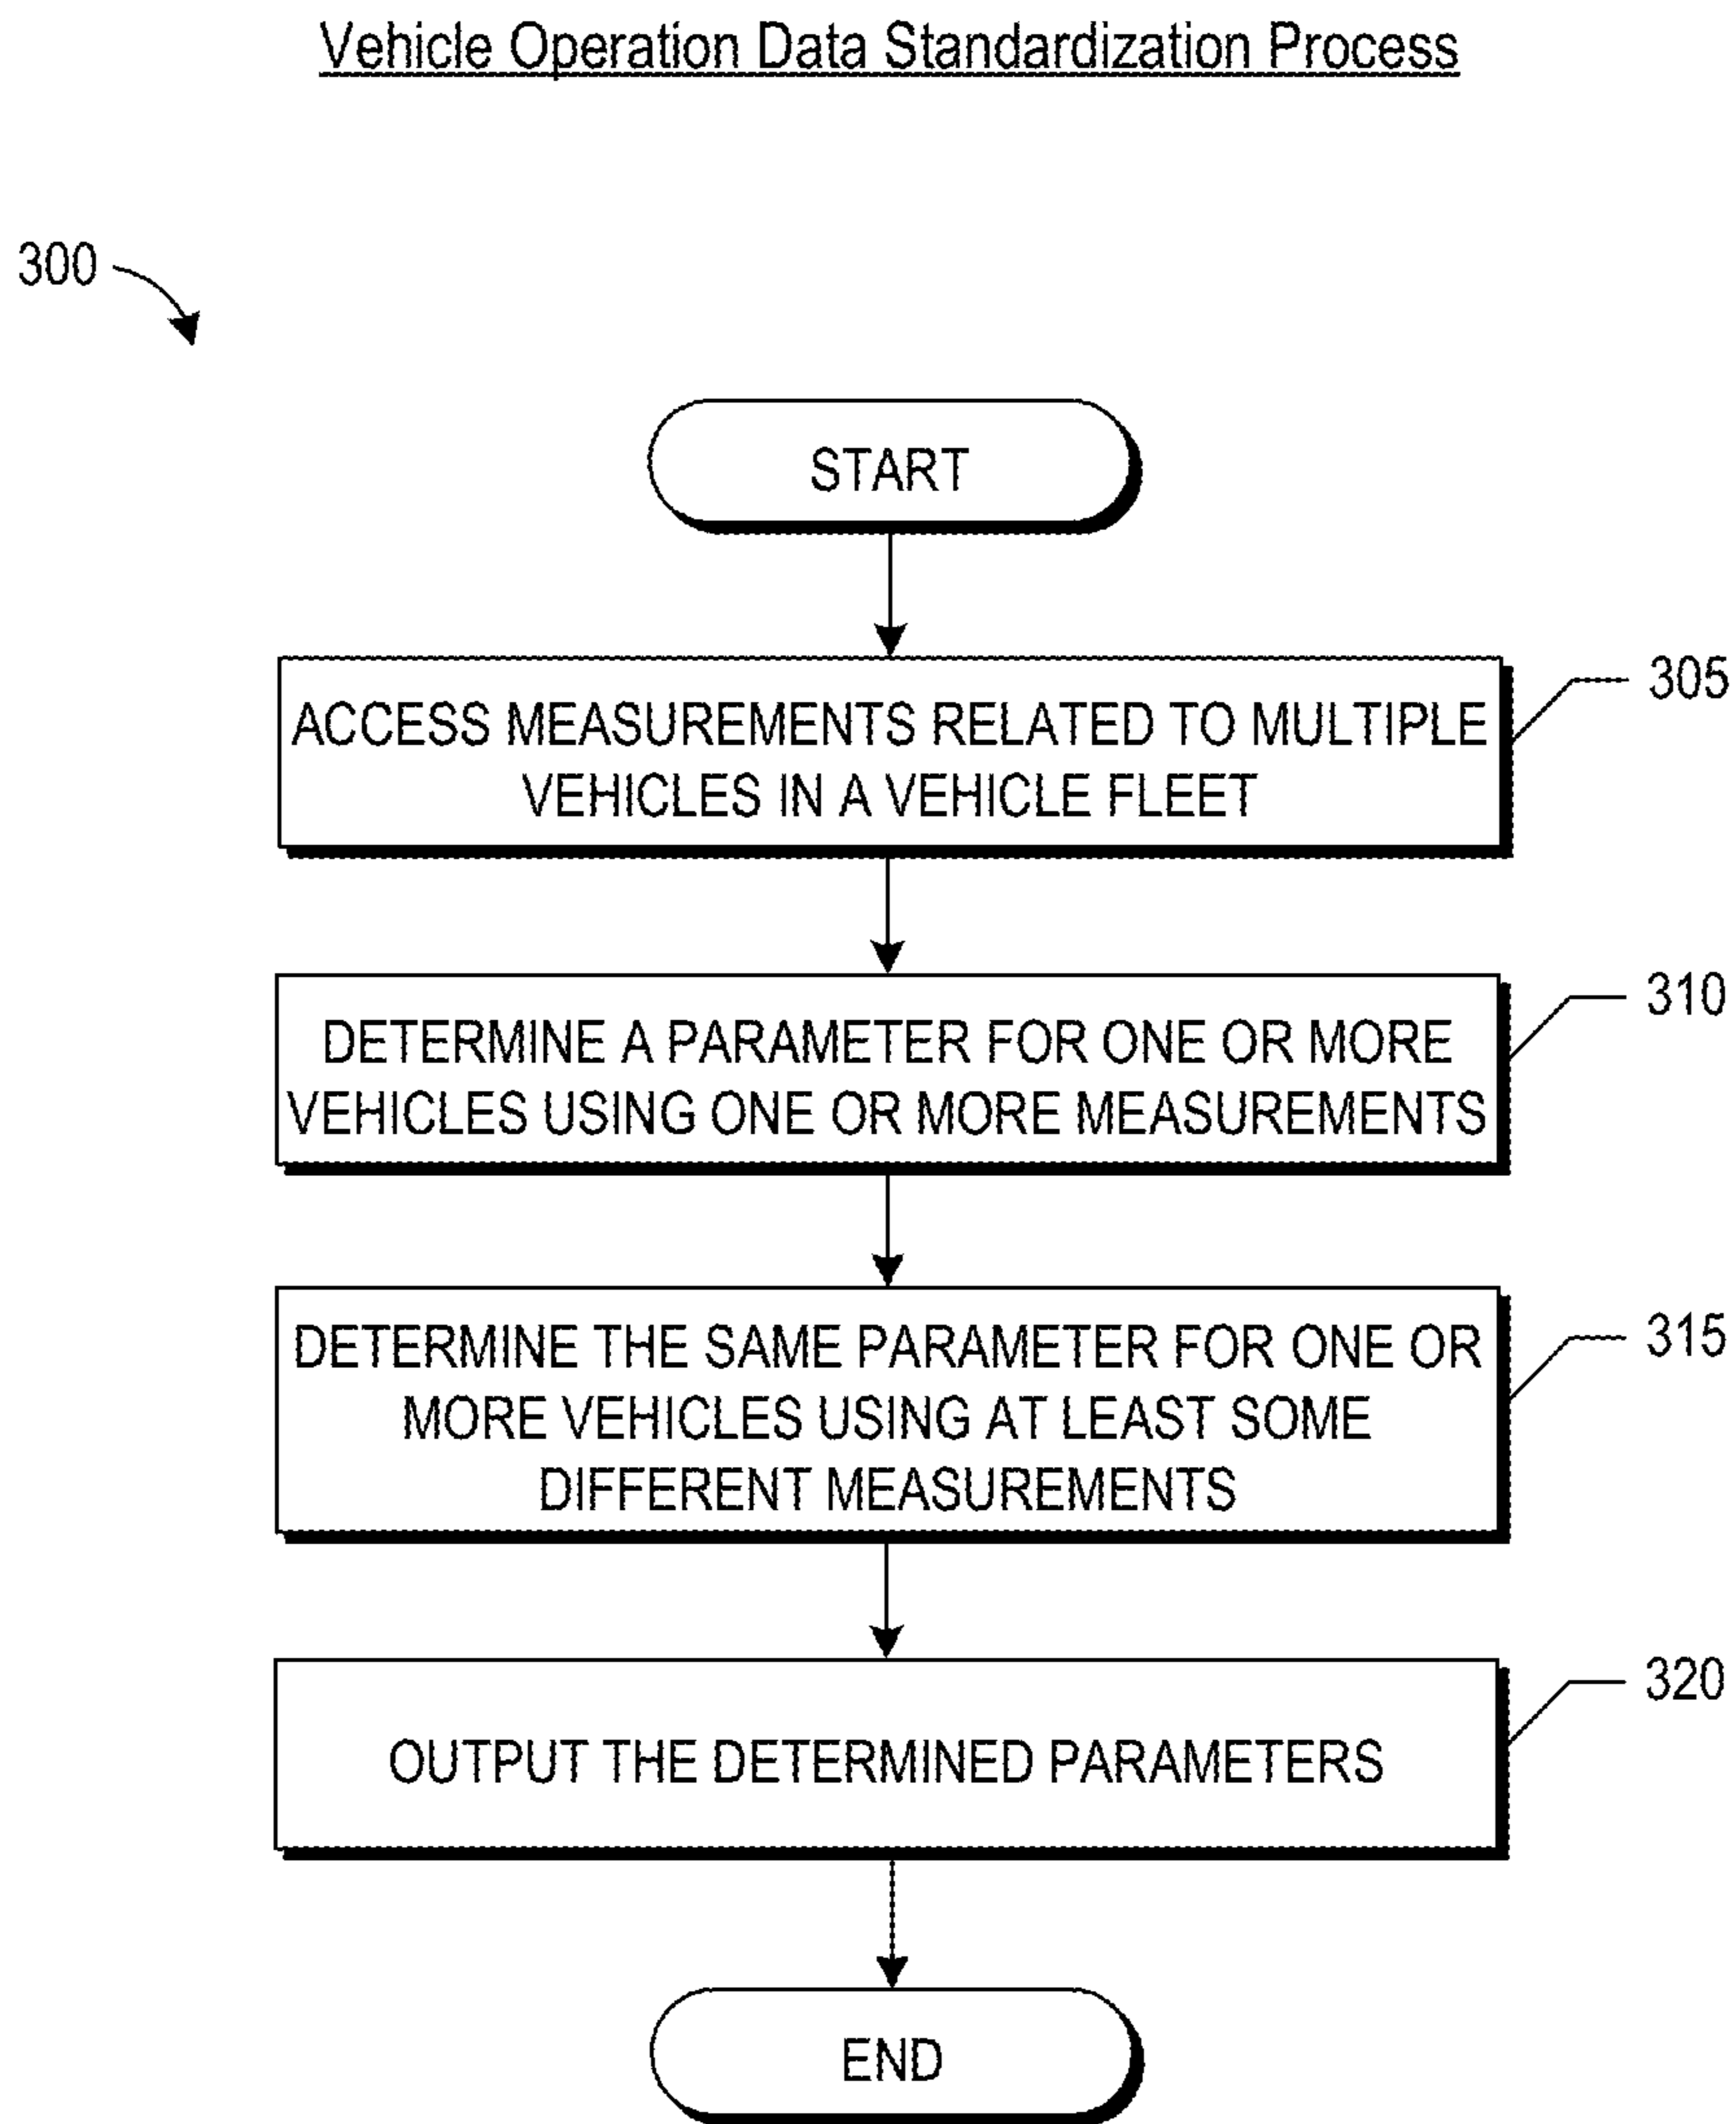 Vehicle Operation Data Standardization Process
300
START
305
ACCESS MEASUREMENTS RELATED TO MULTIPLE
VEHICLES IN A VEHICLE FLEET
310
DETERMINE A PARAMETER FOR ONE OR MORE
VEHICLES USING ONE OR MORE MEASUREMENTS
315
DETERMINE THE SAME PARAMETER FOR ONE OR
MORE VEHICLES USING AT LEAST SOME
DIFFERENT MEASUREMENTS
320
OUTPUT THE DETERMINED PARAMETERS
END